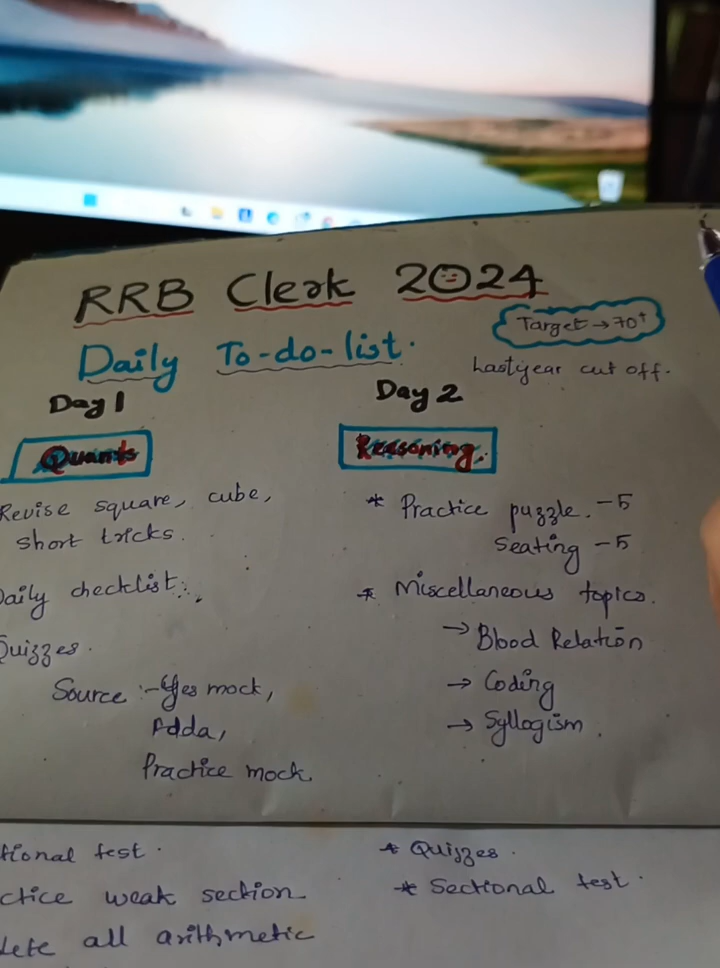 RRB Clerk 2024
Target → 70+
Daily To-do-list.
Last year cut off.
Day 1
Quants
Revise square, cube,
short tricks.
Daily checklist
Quizzes.
Source :- Yes mock,
Adda,
Practice mock.
tional test.
ctice weak section
lete all arithmetic
Day 2
Reasoning.
* Practice puzzle. - 5
Seating - 5
* Miscellaneous topics.
→ Blood Relation
→ Coding
→ Syllogism.
* Quizzes.
* Sectional test.